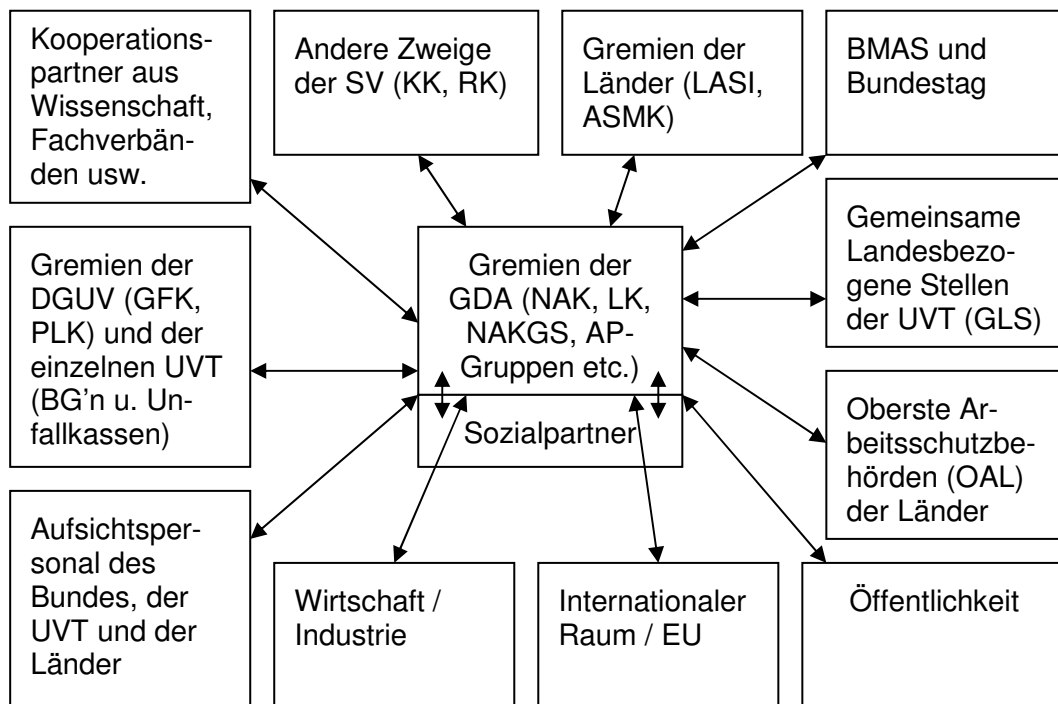 Kooperations-
partner aus
Wissenschaft,
Fachverbän-
den usw.
Andere Zweige
der SV (KK, RK)
Gremien der
Länder (LASI,
ASMK)
BMAS und
Bundestag
Gremien der
DGUV (GFK,
PLK) und der
einzelnen UVT
(BG'n u. Un-
fallkassen)
Gremien der
GDA (NAK, LK,
NAKGS, AP-
Gruppen etc.)
Sozialpartner
Gemeinsame
Landesbezo-
gene Stellen
der UVT (GLS)
Oberste Ar-
beitsschutzbe-
hörden (OAL)
der Länder
Aufsichtsper-
sonal des
Bundes, der
UVT und der
Länder
Wirtschaft /
Industrie
Internationaler
Raum / EU
Öffentlichkeit